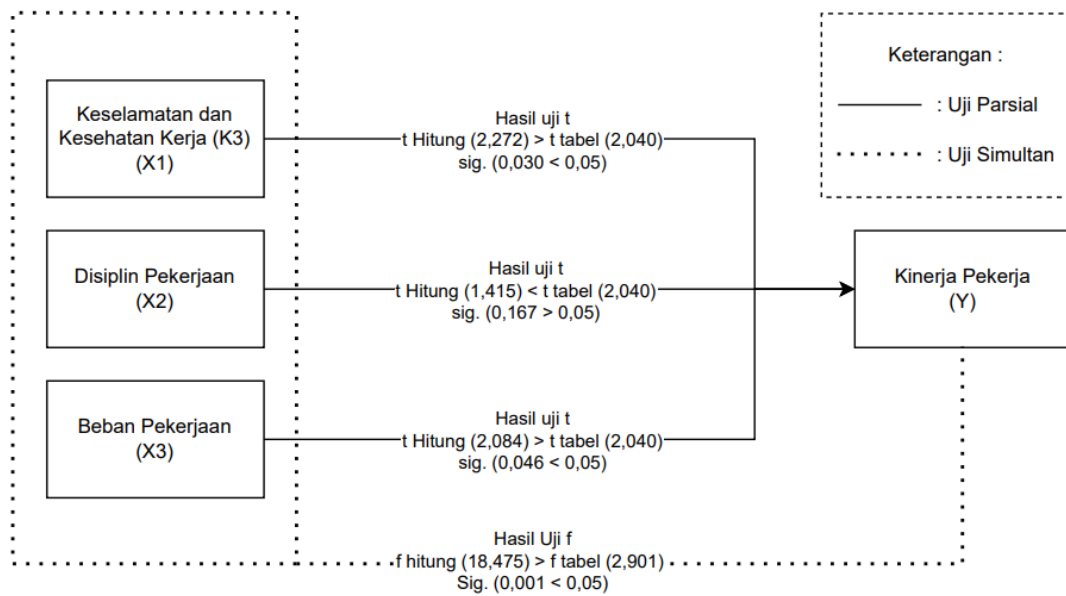 Keselamatan dan
Kesehatan Kerja (K3)
(X1)
Hasil uji t
t Hitung (2,272) > t tabel (2,040)
sig. (0,030 < 0,05)
Keterangan :
: Uji Parsial
: Uji Simultan
Disiplin Pekerjaan
(X2)
Hasil uji t
t Hitung (1,415) < t tabel (2,040)
sig. (0,167 > 0,05)
Kinerja Pekerja
(Y)
Beban Pekerjaan
(X3)
Hasil uji t
t Hitung (2,084) > t tabel (2,040)
sig. (0,046 < 0,05)
Hasil Uji f
f hitung (18,475) > f tabel (2,901)
Sig. (0,001 < 0,05)